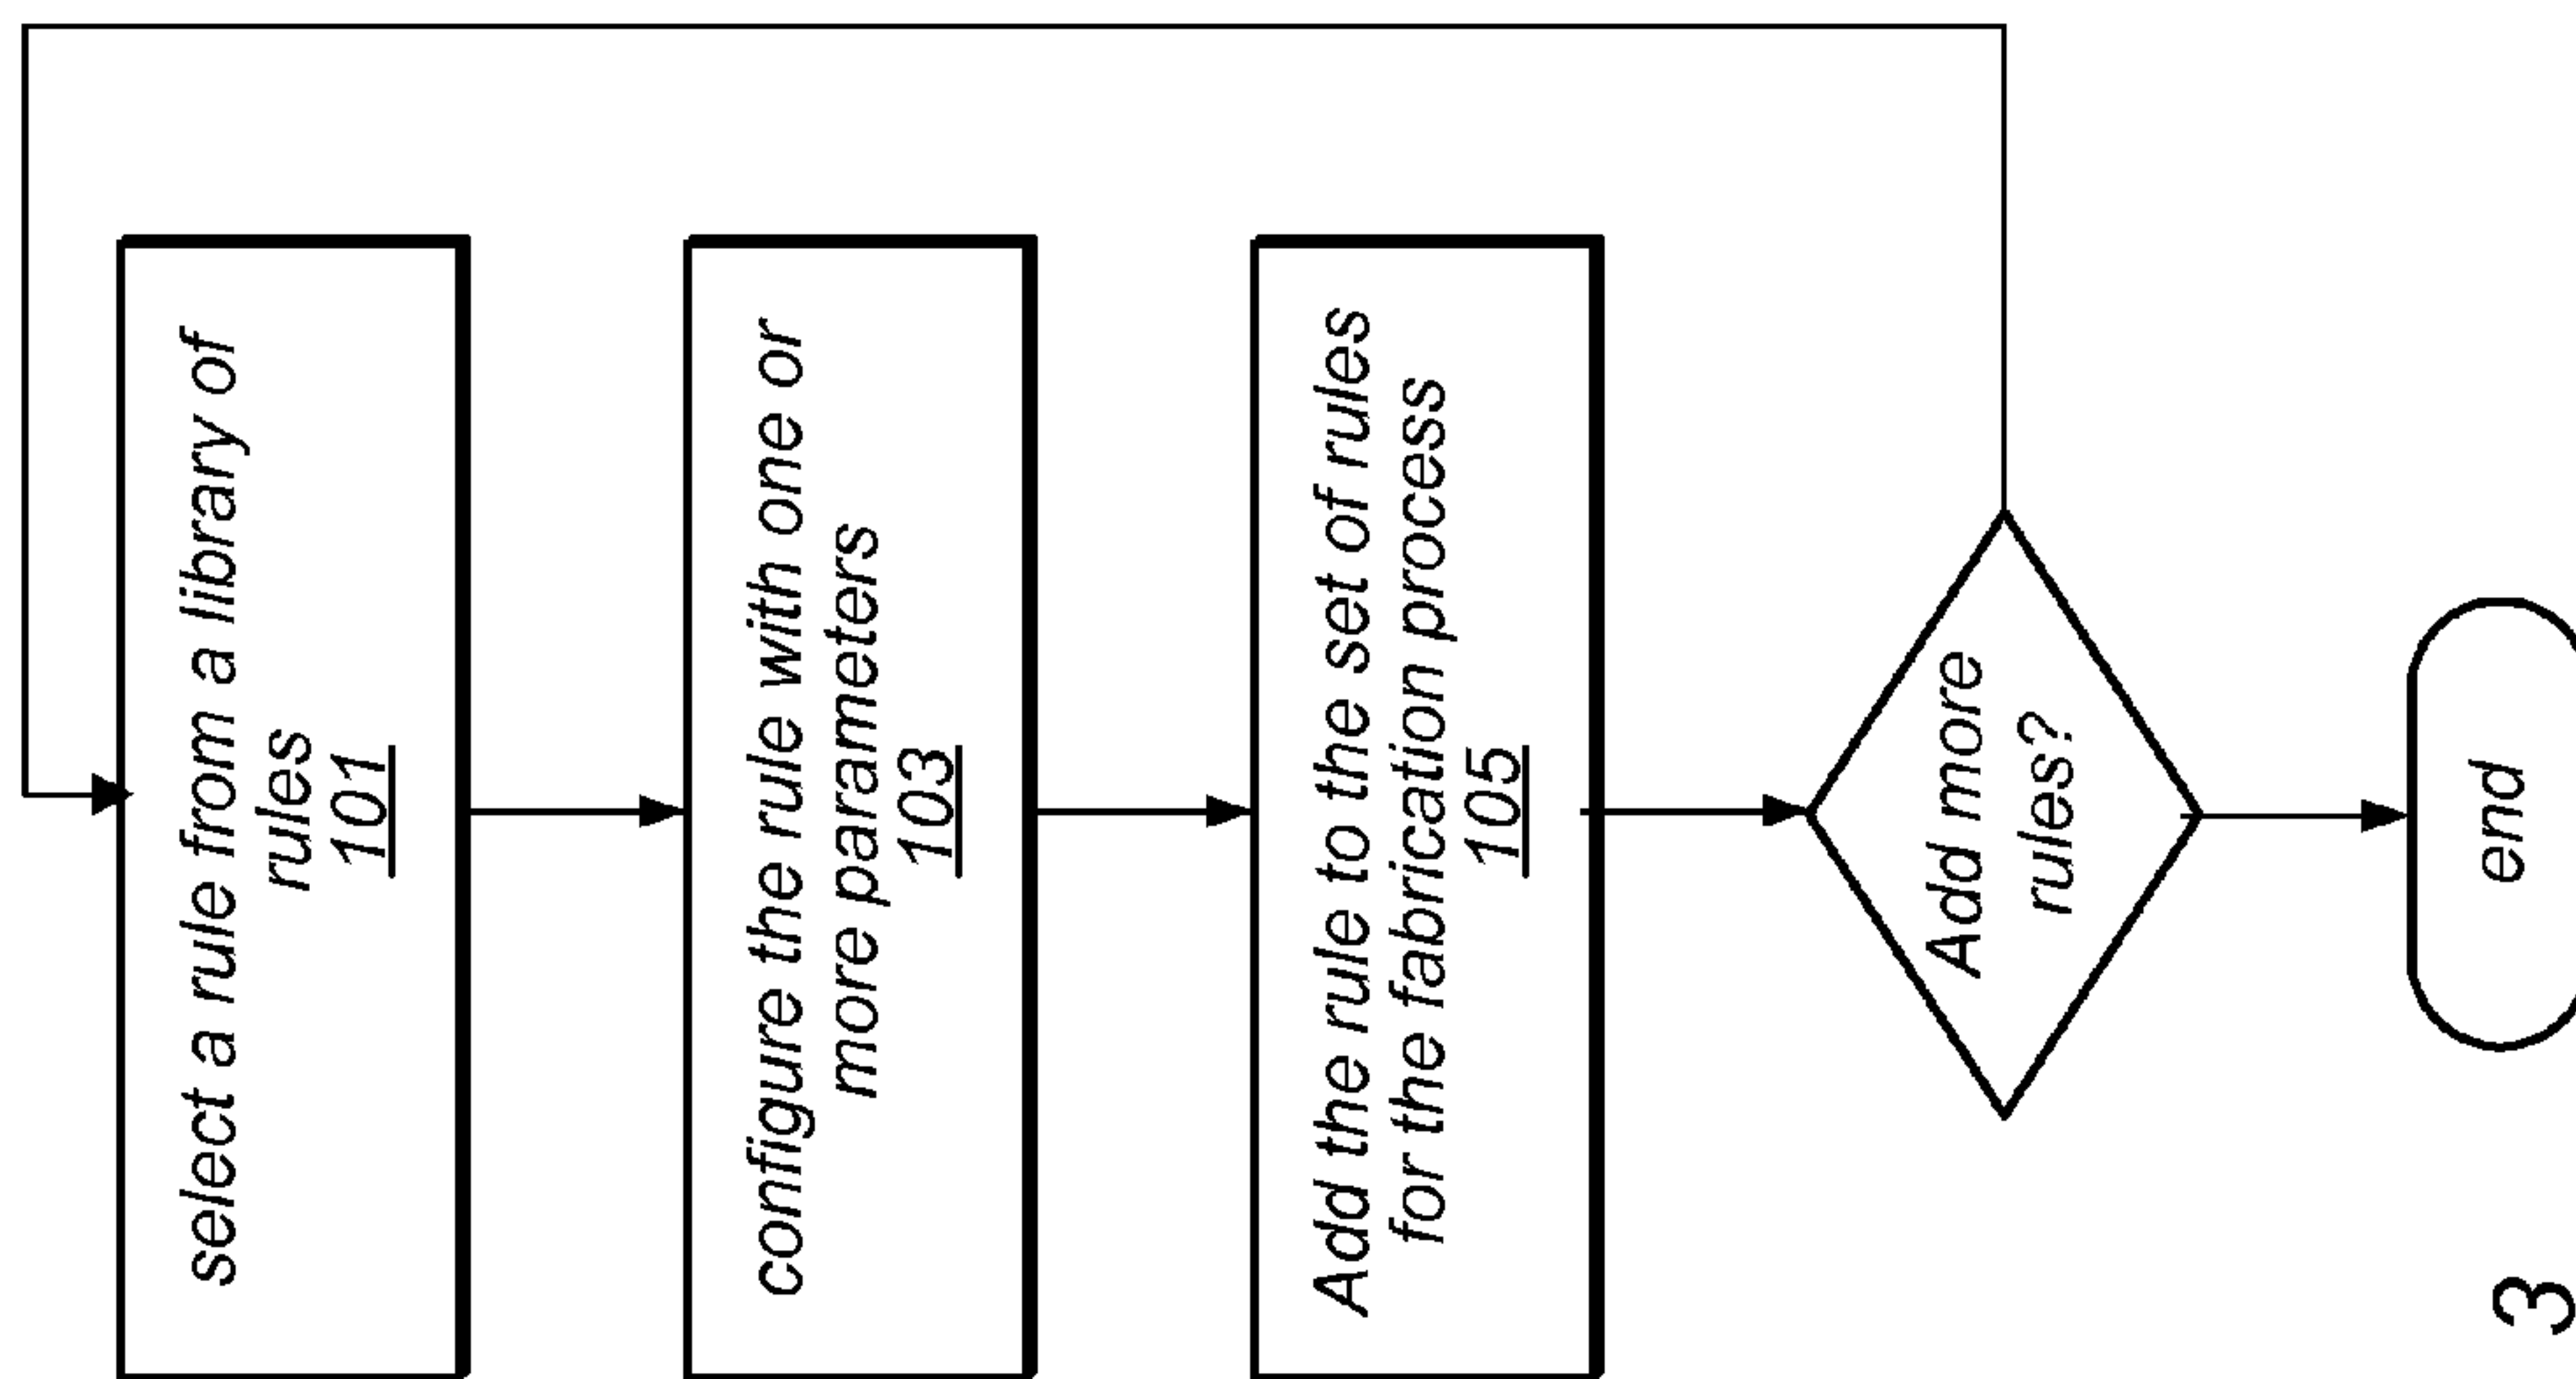 select a rule from a library of
rules
101
configure the rule with one or
more parameters
103
Add the rule to the set of rules
for the fabrication process
105
Add more
rules?
end
3